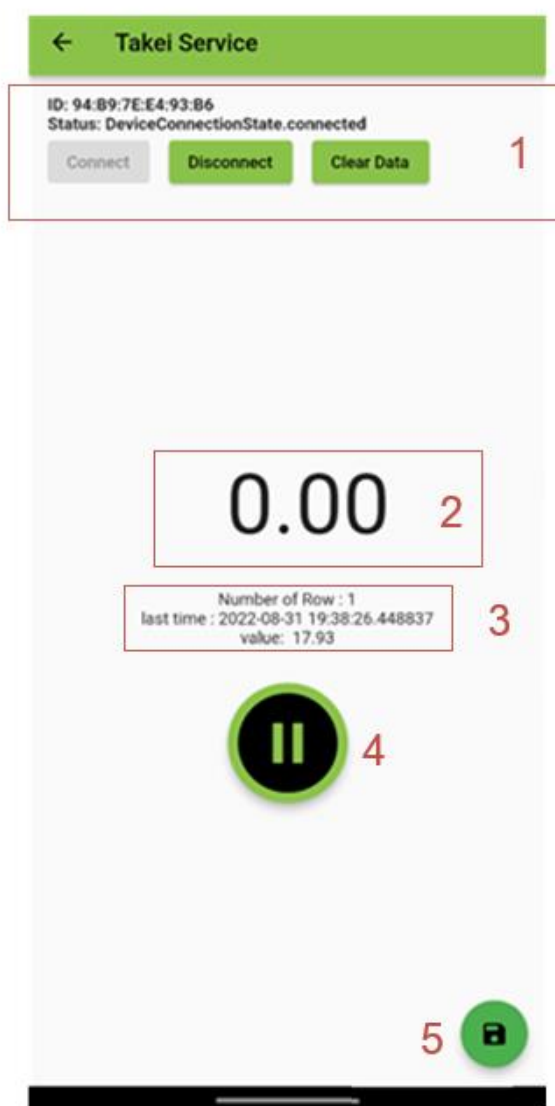 Takei Service
ID: 94:B9:7E:E4:93:B6
Status: DeviceConnectionState.connected
Connect Disconnect Clear Data
1
0.00
2
Number of Row : 1
last time : 2022-08-31 19:38:26.448837
value: 17.93
3
4
5